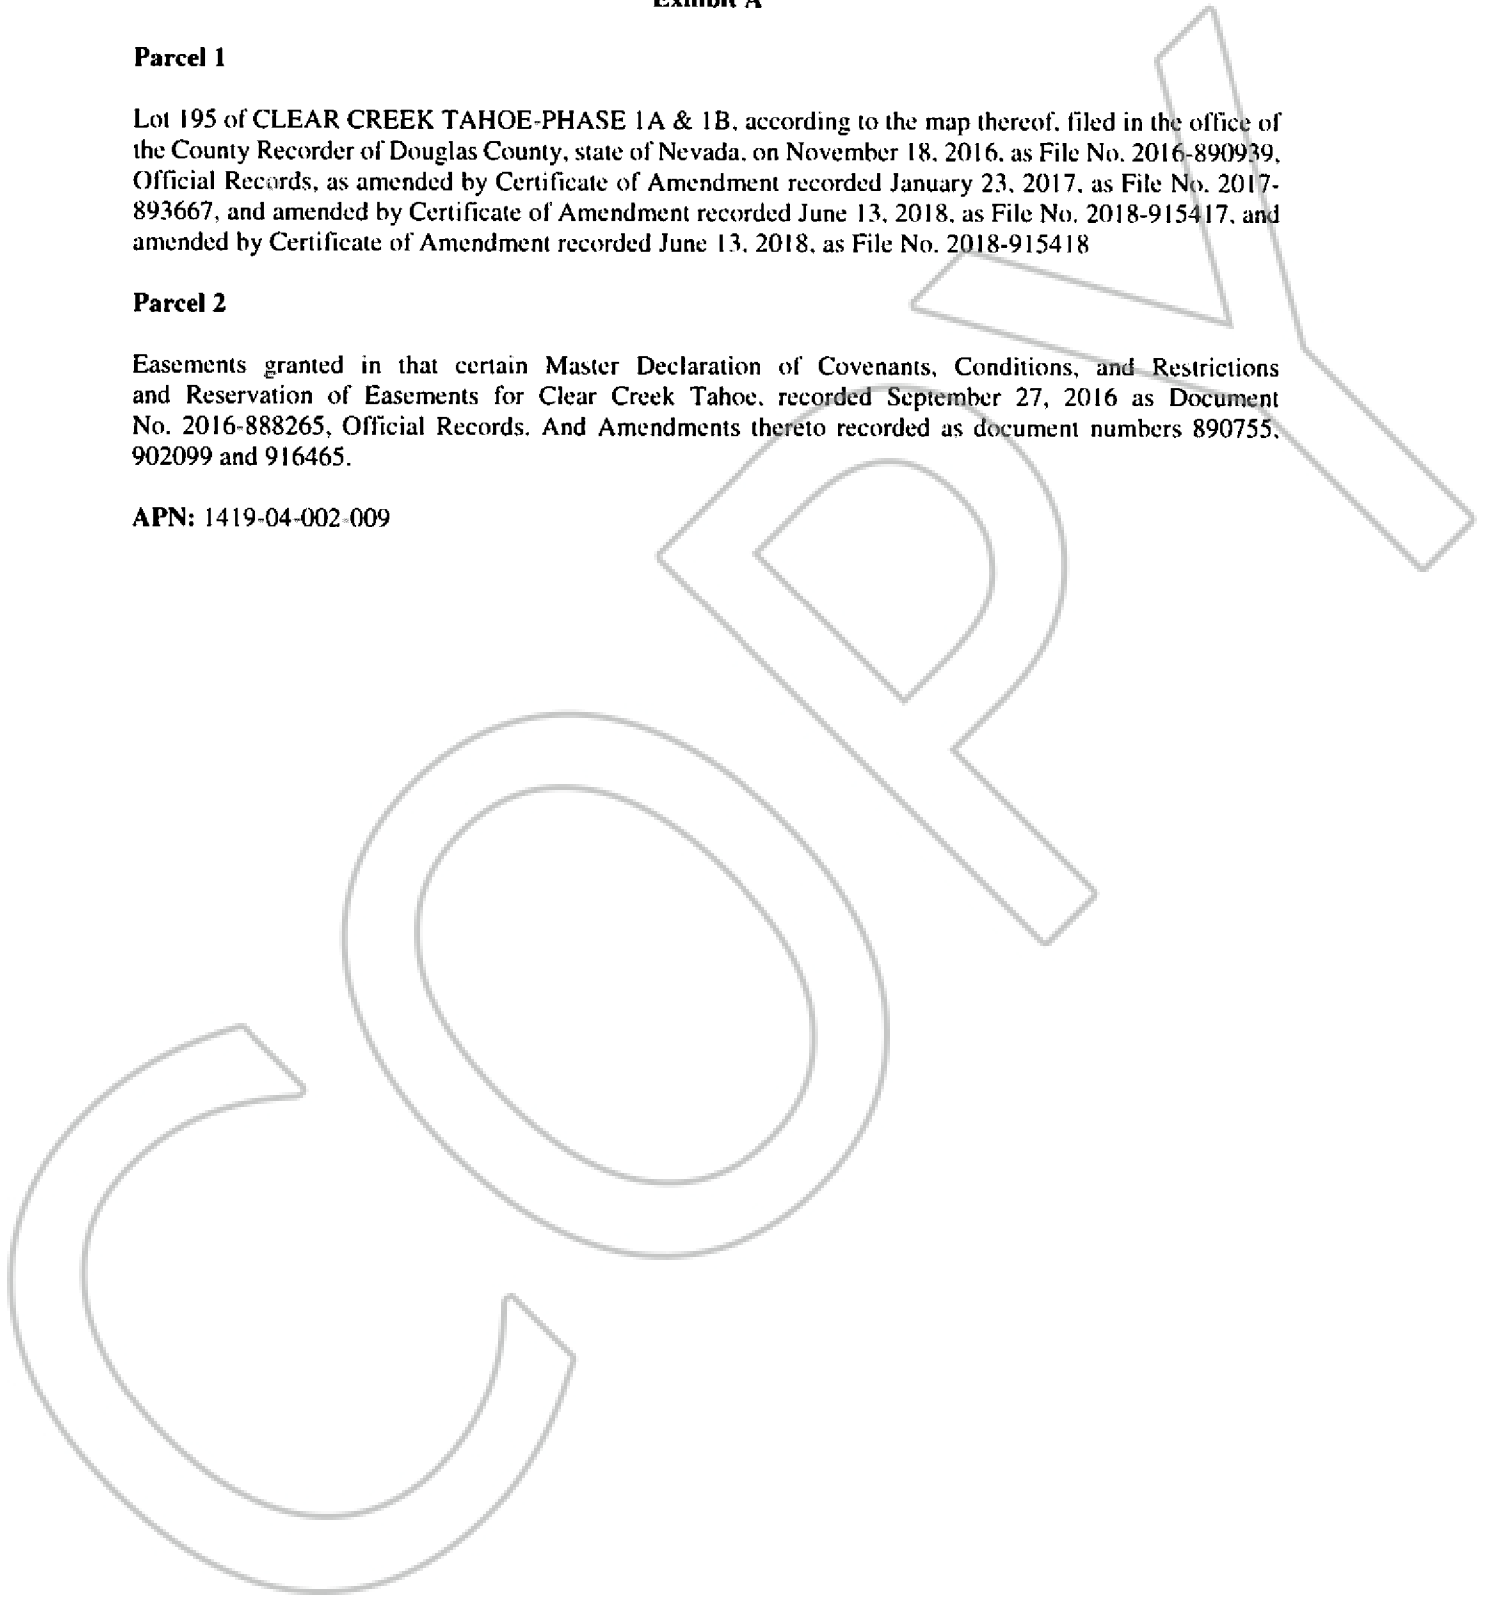 Exhibit A
Parcel 1
Lot 195 of CLEAR CREEK TAHOE-PHASE 1A & 1B, according to the map thereof, filed in the office of
the County Recorder of Douglas County, state of Nevada, on November 18, 2016, as File No. 2016-890939,
Official Records, as amended by Certificate of Amendment recorded January 23, 2017, as File No. 2017-
893667, and amended by Certificate of Amendment recorded June 13, 2018, as File No. 2018-915417, and
amended by Certificate of Amendment recorded June 13, 2018, as File No. 2018-915418
Parcel 2
Easements granted in that certain Master Declaration of Covenants, Conditions, and Restrictions
and Reservation of Easements for Clear Creek Tahoe, recorded September 27, 2016 as Document
No. 2016-888265, Official Records. And Amendments thereto recorded as document numbers 890755,
902099 and 916465.
APN: 1419-04-002-009
COPY